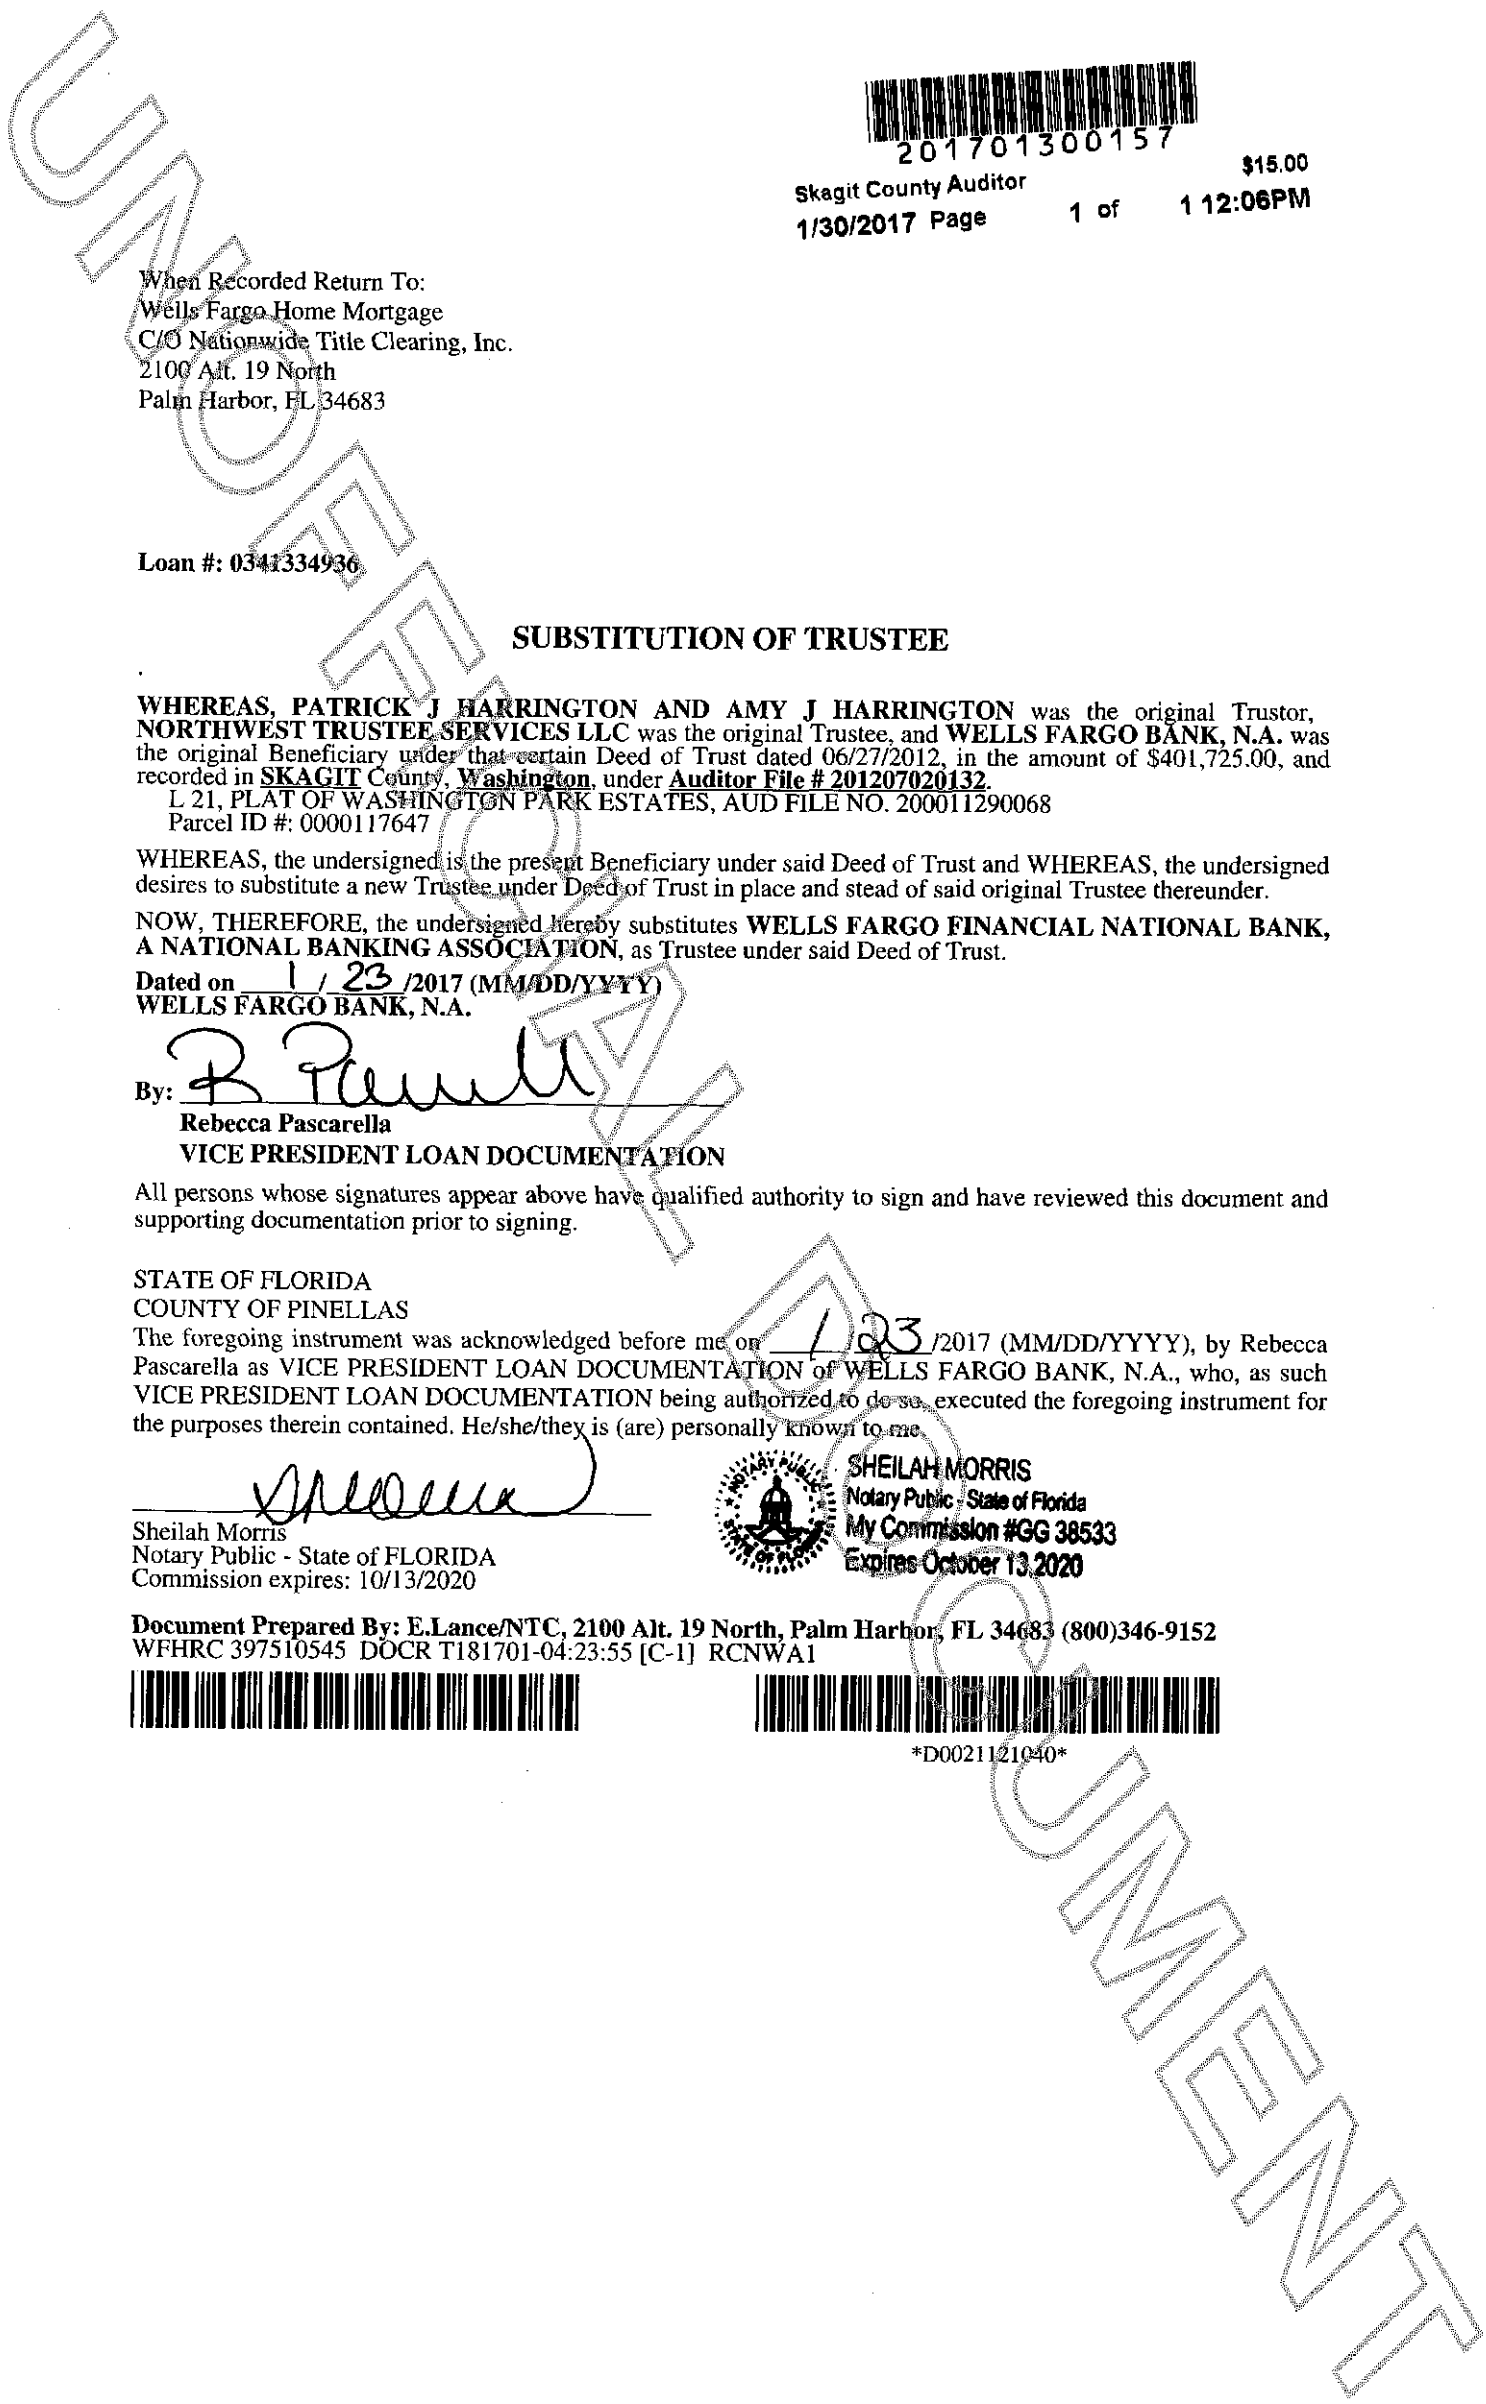 201701300157
Skagit County Auditor $15.00
1/30/2017 Page 1 of 1 12:06PM
When Recorded Return To:
Wells Fargo Home Mortgage
C/O Nationwide Title Clearing, Inc.
2100 Alt. 19 North
Palm Harbor, FL 34683
Loan #: 0341334936
SUBSTITUTION OF TRUSTEE
WHEREAS, PATRICK J HARRINGTON AND AMY J HARRINGTON was the original Trustor,
NORTHWEST TRUSTEE SERVICES LLC was the original Trustee, and WELLS FARGO BANK, N.A. was
the original Beneficiary under that certain Deed of Trust dated 06/27/2012, in the amount of $401,725.00, and
recorded in SKAGIT County, Washington, under Auditor File # 201207020132.
L 21, PLAT OF WASHINGTON PARK ESTATES, AUD FILE NO. 200011290068
Parcel ID #: 0000117647
WHEREAS, the undersigned is the present Beneficiary under said Deed of Trust and WHEREAS, the undersigned
desires to substitute a new Trustee under Deed of Trust in place and stead of said original Trustee thereunder.
NOW, THEREFORE, the undersigned hereby substitutes WELLS FARGO FINANCIAL NATIONAL BANK,
A NATIONAL BANKING ASSOCIATION, as Trustee under said Deed of Trust.
Dated on 1 / 23 /2017 (MM/DD/YYYY)
WELLS FARGO BANK, N.A.
By:
Rebecca Pascarella
VICE PRESIDENT LOAN DOCUMENTATION
All persons whose signatures appear above have qualified authority to sign and have reviewed this document and
supporting documentation prior to signing.
STATE OF FLORIDA
COUNTY OF PINELLAS
The foregoing instrument was acknowledged before me on 1 / 23 /2017 (MM/DD/YYYY), by Rebecca
Pascarella as VICE PRESIDENT LOAN DOCUMENTATION of WELLS FARGO BANK, N.A., who, as such
VICE PRESIDENT LOAN DOCUMENTATION being authorized to do so, executed the foregoing instrument for
the purposes therein contained. He/she/they is (are) personally known to me.
Sheilah Morris
Notary Public - State of FLORIDA
Commission expires: 10/13/2020
NOTARY PUBLIC
STATE OF FLORIDA
SHEILAH MORRIS
Notary Public - State of Florida
My Commission #GG 38533
Expires October 13, 2020
Document Prepared By: E.Lance/NTC, 2100 Alt. 19 North, Palm Harbor, FL 34683 (800)346-9152
WFHRC 397510545 DOCR T181701-04:23:55 [C-1] RCNWA1
*D0021121040*
UNOFFICIAL DOCUMENT